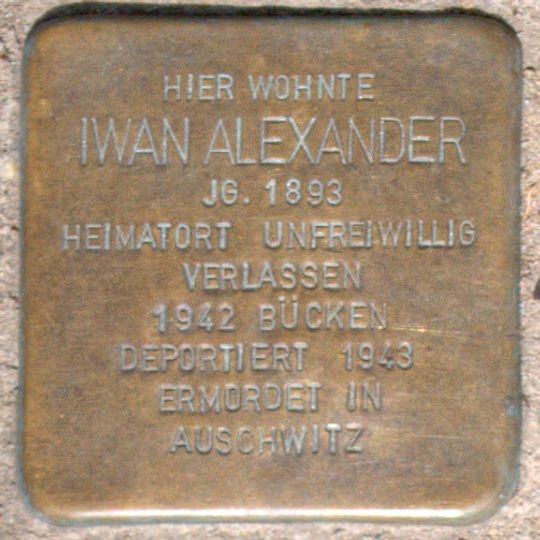 HIER WOHNTE
IWAN ALEXANDER
JG. 1893
HEIMATORT UNFREIWILLIG
VERLASSEN
1942 BÜCKEN
DEPORTIERT 1943
ERMORDET IN
AUSCHWITZ